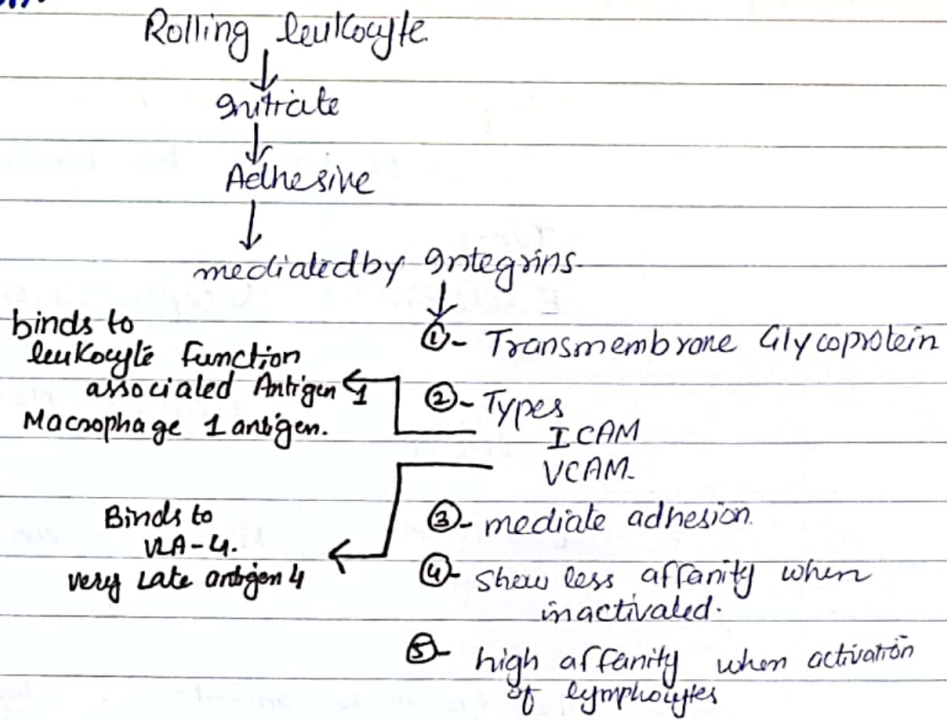 Rolling leukocyte
Initiate
Adhesive
mediated by Integrins.
①- Transmembrane Glycoprotein
②- Types
ICAM
VCAM.
binds to
leukocyte function
associated Antigen 1
Macrophage 1 antigen.
Binds to
VLA-4.
very Late antigen 4
③- mediate adhesion.
④- Show less affanity when
inactivated.
⑤- high affanity when activation
of lymphocytes